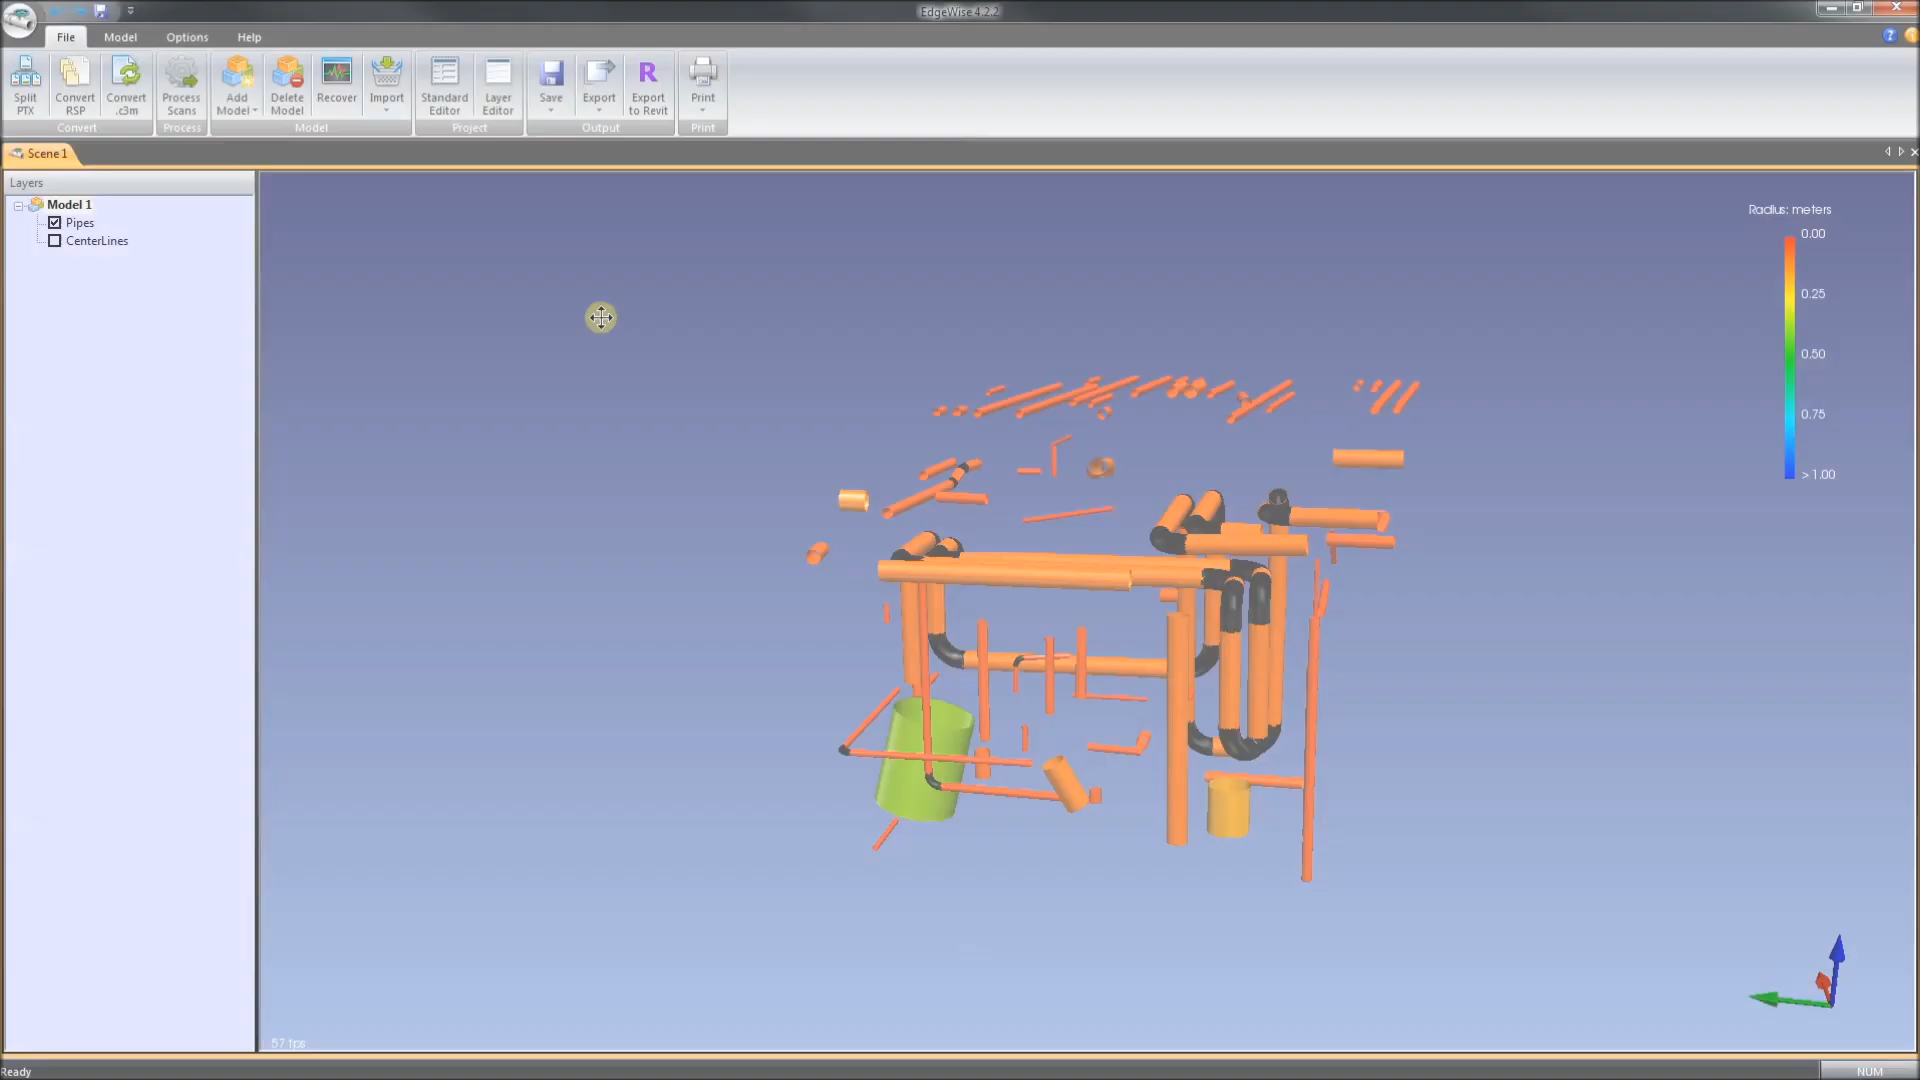 EdgeWise 4.2.2
File Model Options Help
Split PTX
Convert RSP
Convert .c3m
Process Scans
Add Model
Delete Model
Recover
Import
Standard Editor
Layer Editor
Save
Export
R
Export to Revit
Print
Convert Process Model Project Output Print
Scene 1
Layers
Model 1
Pipes
CenterLines
Radius: meters
0.00
0.25
0.50
0.75
> 1.00
57 fps
Ready
NUM